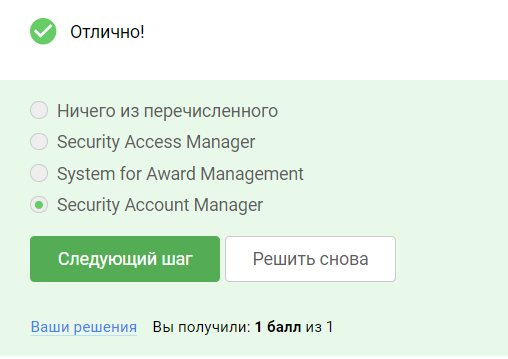 Отлично!
Ничего из перечисленного
Security Access Manager
System for Award Management
Security Account Manager
Следующий шаг Решить снова
Ваши решения Вы получили: 1 балл из 1